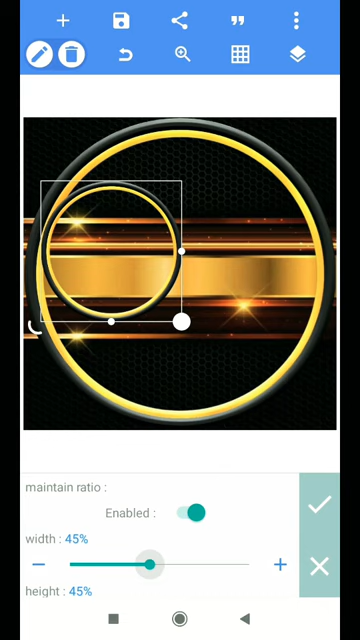 maintain ratio :
Enabled :
width : 45%
height : 45%